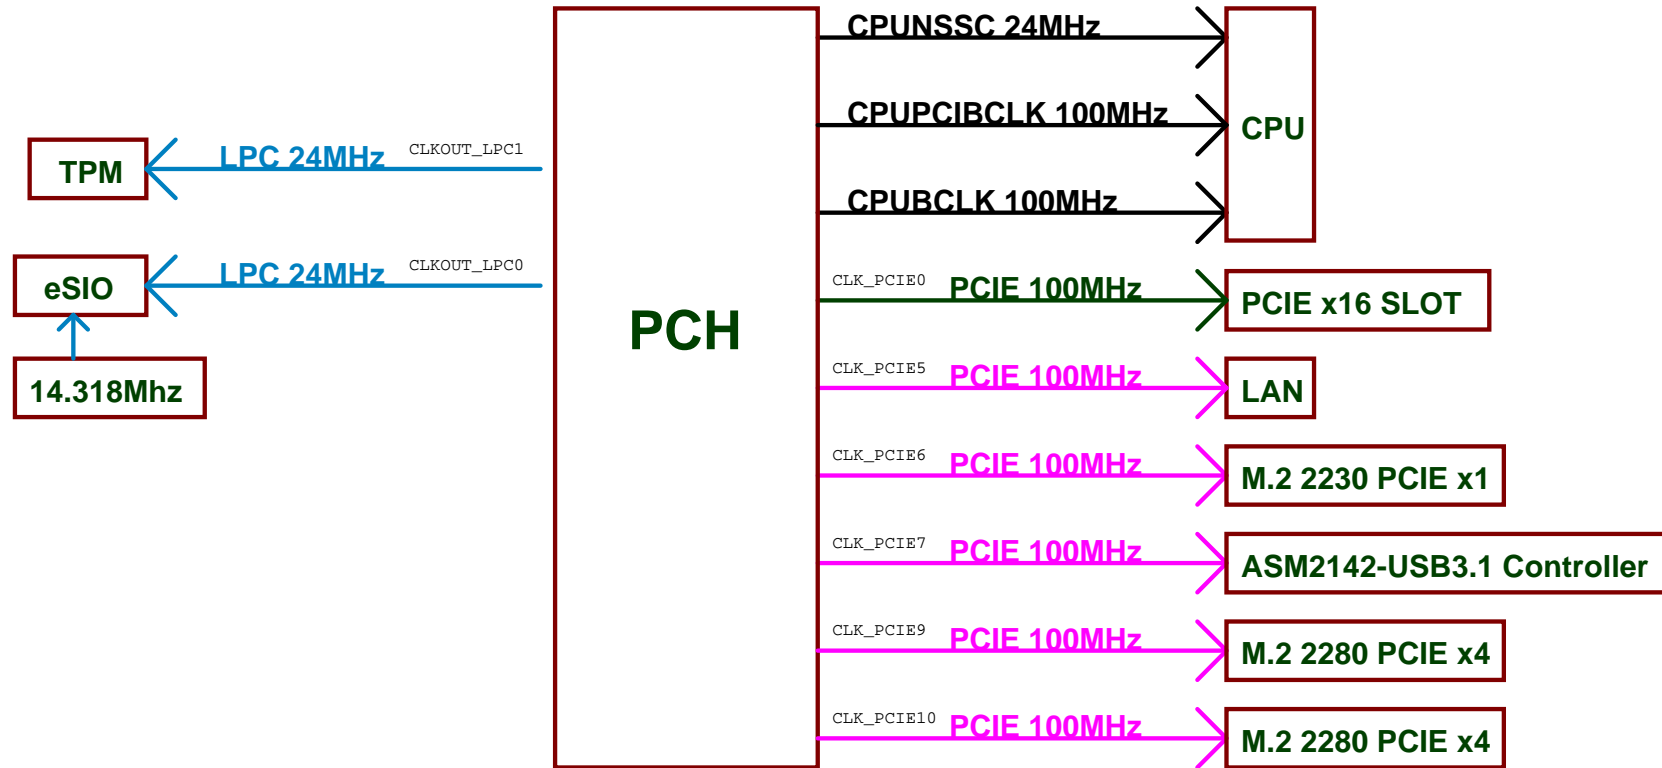 CPUNSSC 24MHz
CPUPCIBCLK 100MHz
CPU
TPM
LPC 24MHz
CLKOUT_LPC1
CPUBCLK 100MHz
eSIO
LPC 24MHz
CLKOUT_LPC0
CLK_PCIE0
PCIE 100MHz
PCIE x16 SLOT
PCH
14.318Mhz
CLK_PCIE5
PCIE 100MHz
LAN
CLK_PCIE6
PCIE 100MHz
M.2 2230 PCIE x1
CLK_PCIE7
PCIE 100MHz
ASM2142-USB3.1 Controller
CLK_PCIE9
PCIE 100MHz
M.2 2280 PCIE x4
CLK_PCIE10
PCIE 100MHz
M.2 2280 PCIE x4